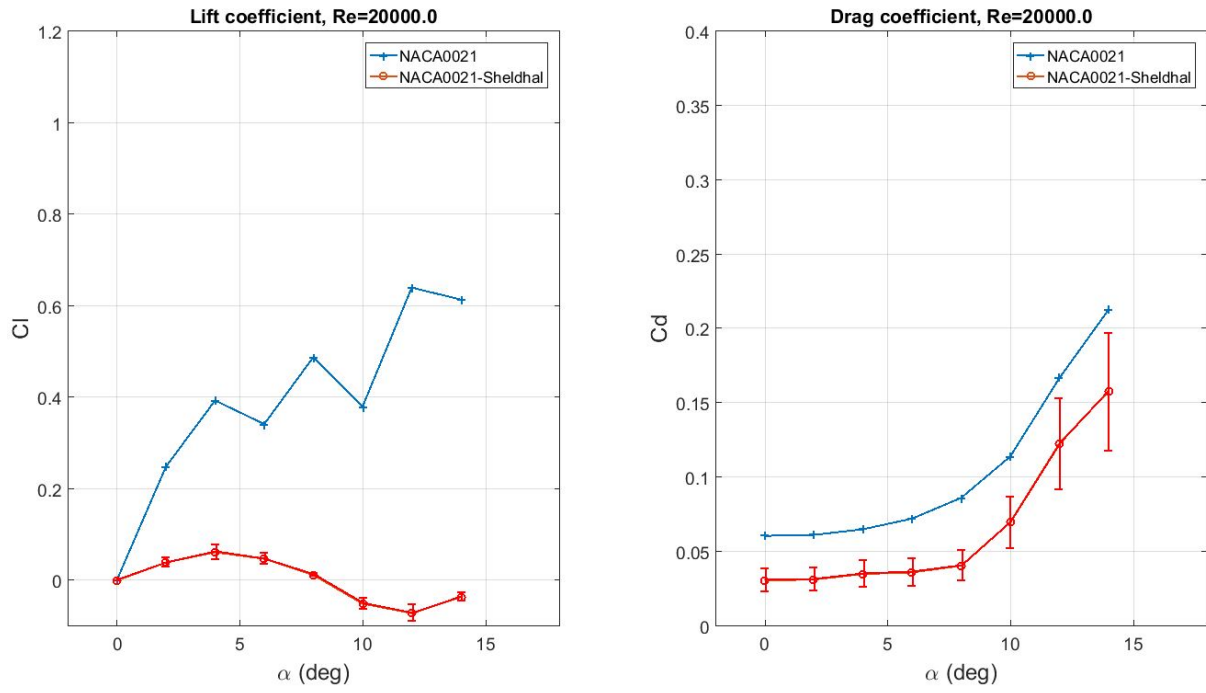 Lift coefficient, Re=20000.0
NACA0021
NACA0021-Sheldhal
1.2
1
0.8
0.6
0.4
0.2
0
Cl
0
5
10
15
α (deg)
Drag coefficient, Re=20000.0
NACA0021
NACA0021-Sheldhal
0.4
0.35
0.3
0.25
0.2
0.15
0.1
0.05
0
Cd
0
5
10
15
α (deg)